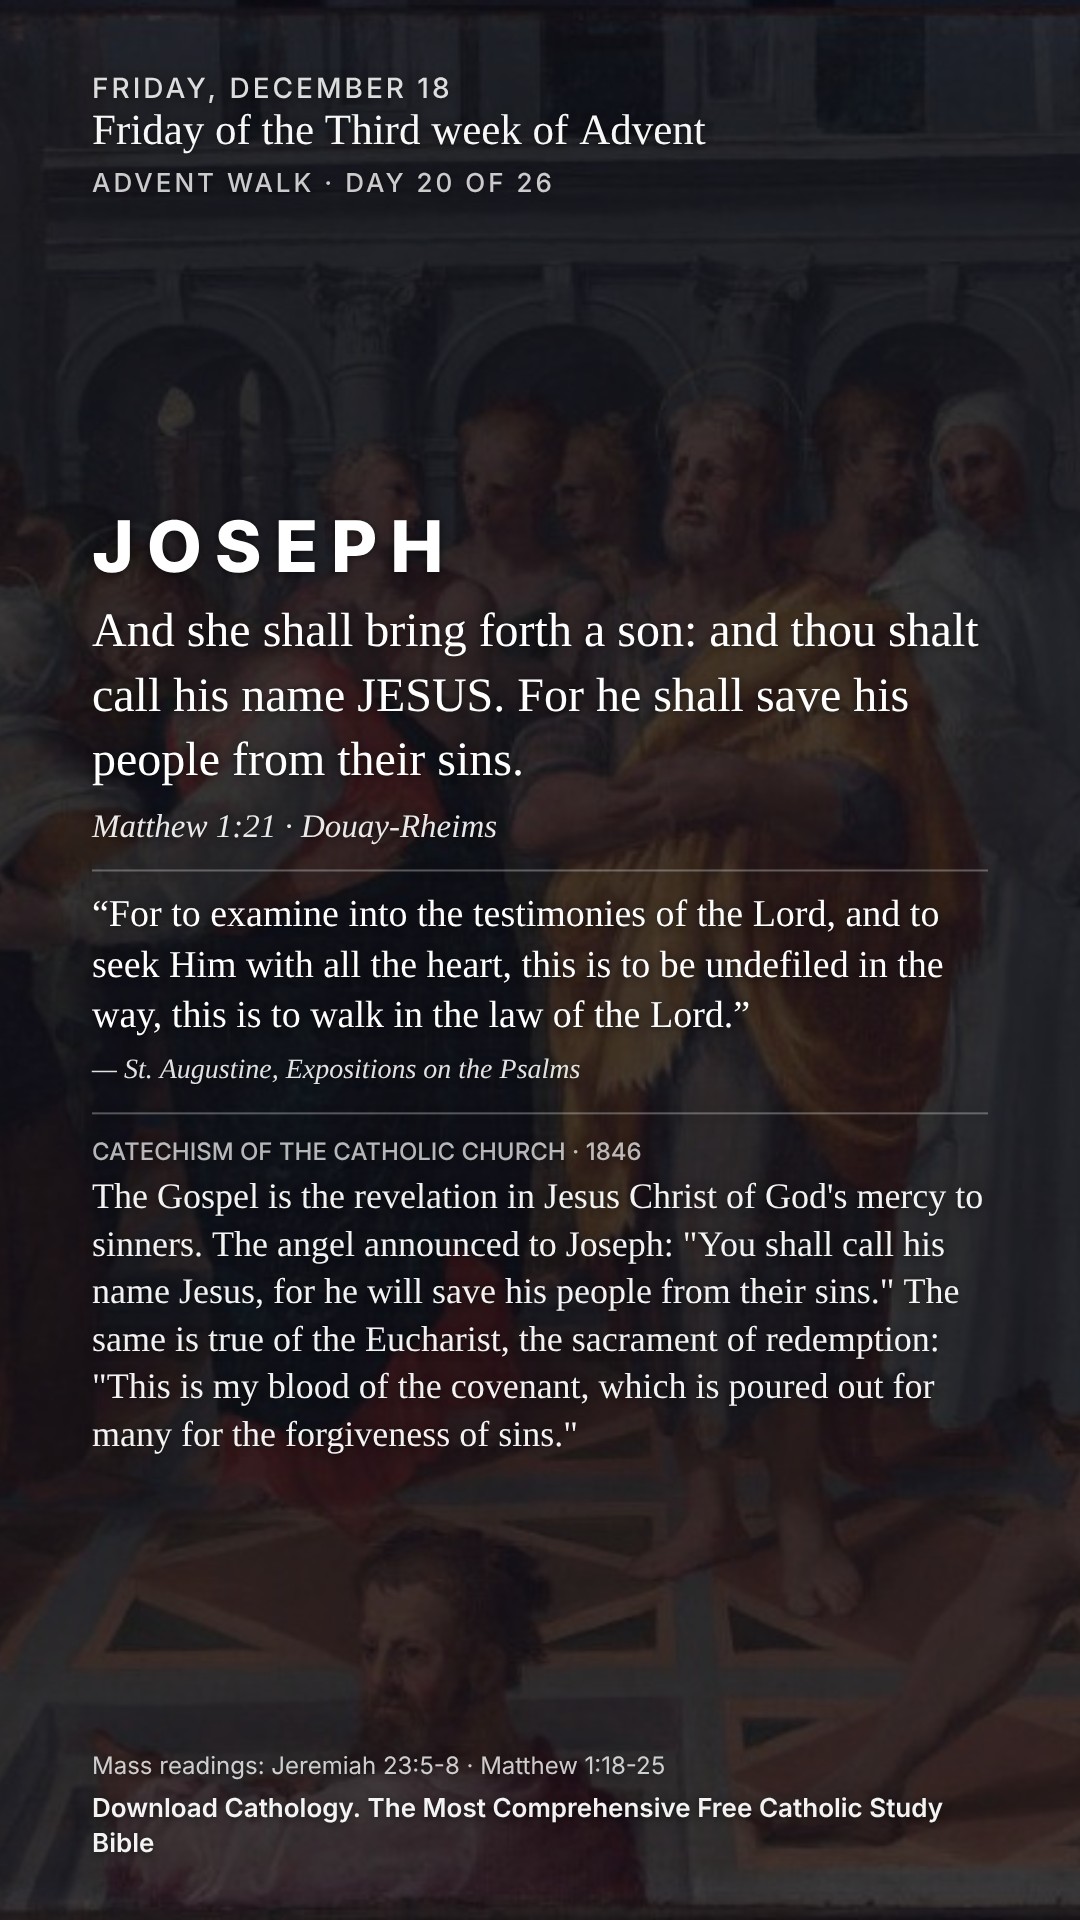 FRIDAY, DECEMBER 18
Friday of the Third week of Advent
ADVENT WALK · DAY 20 OF 26
JOSEPH
And she shall bring forth a son: and thou shalt
call his name JESUS. For he shall save his
people from their sins.
Matthew 1:21 · Douay-Rheims
“For to examine into the testimonies of the Lord, and to
seek Him with all the heart, this is to be undefiled in the
way, this is to walk in the law of the Lord.”
— St. Augustine, Expositions on the Psalms
CATECHISM OF THE CATHOLIC CHURCH · 1846
The Gospel is the revelation in Jesus Christ of God's mercy to
sinners. The angel announced to Joseph: "You shall call his
name Jesus, for he will save his people from their sins." The
same is true of the Eucharist, the sacrament of redemption:
"This is my blood of the covenant, which is poured out for
many for the forgiveness of sins."
Mass readings: Jeremiah 23:5-8 · Matthew 1:18-25
Download Cathology. The Most Comprehensive Free Catholic Study
Bible